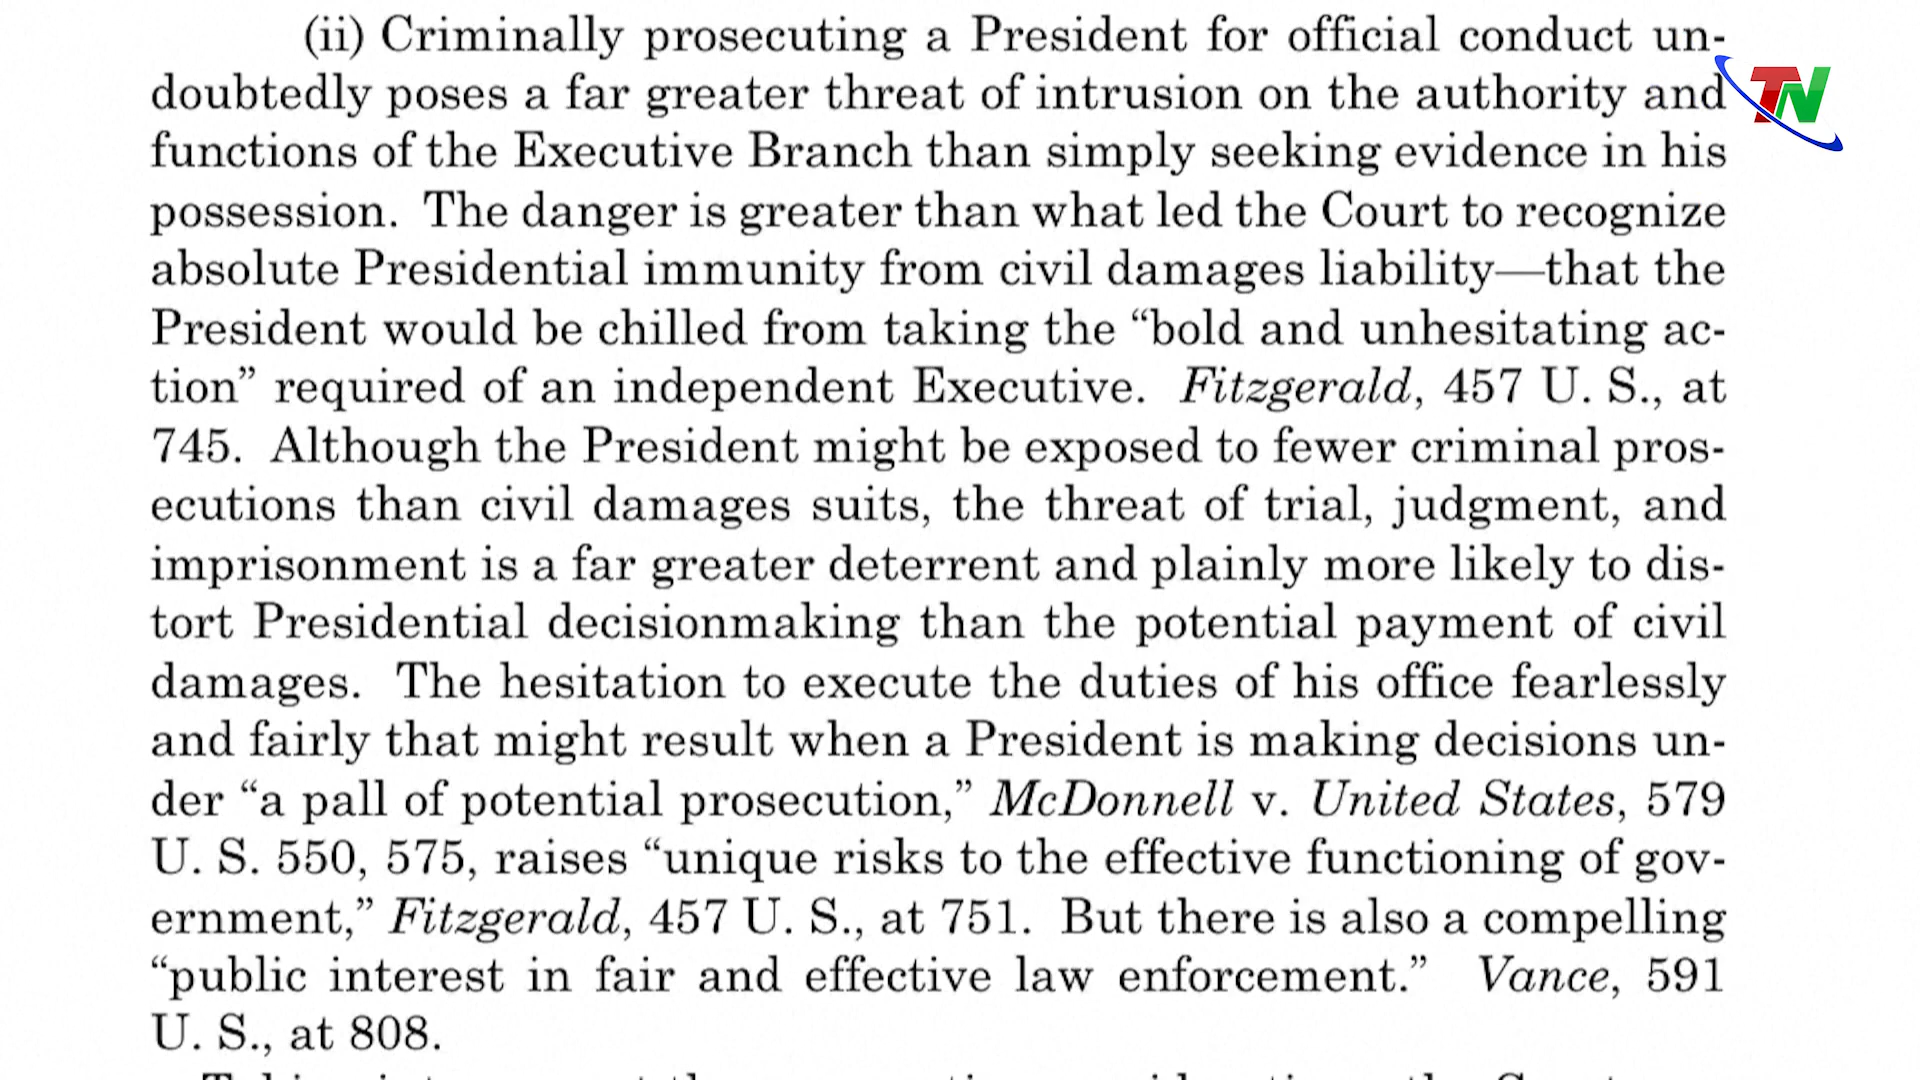 (ii) Criminally prosecuting a President for official conduct un-
doubtedly poses a far greater threat of intrusion on the authority and
functions of the Executive Branch than simply seeking evidence in his
possession. The danger is greater than what led the Court to recognize
absolute Presidential immunity from civil damages liability—that the
President would be chilled from taking the “bold and unhesitating ac-
tion” required of an independent Executive. Fitzgerald, 457 U. S., at
745. Although the President might be exposed to fewer criminal pros-
ecutions than civil damages suits, the threat of trial, judgment, and
imprisonment is a far greater deterrent and plainly more likely to dis-
tort Presidential decisionmaking than the potential payment of civil
damages. The hesitation to execute the duties of his office fearlessly
and fairly that might result when a President is making decisions un-
der “a pall of potential prosecution,” McDonnell v. United States, 579
U. S. 550, 575, raises “unique risks to the effective functioning of gov-
ernment,” Fitzgerald, 457 U. S., at 751. But there is also a compelling
“public interest in fair and effective law enforcement.” Vance, 591
U. S., at 808.
TN